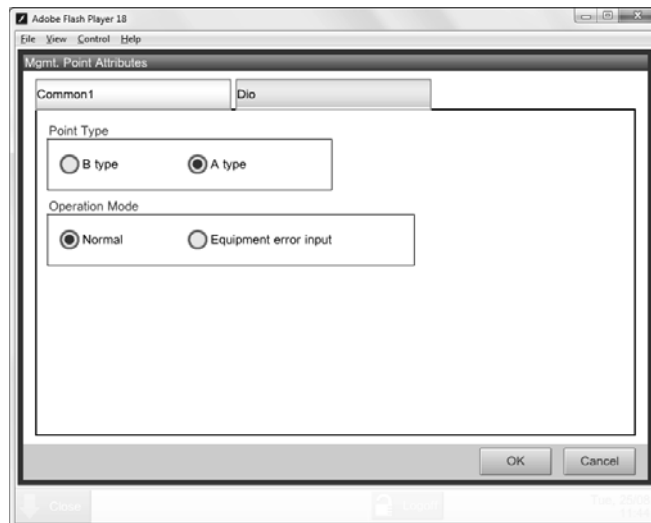 Adobe Flash Player 18
File View Control Help
Mgmt. Point Attributes
Common1 Dio
Point Type
B type A type
Operation Mode
Normal Equipment error input
OK Cancel
Close Login